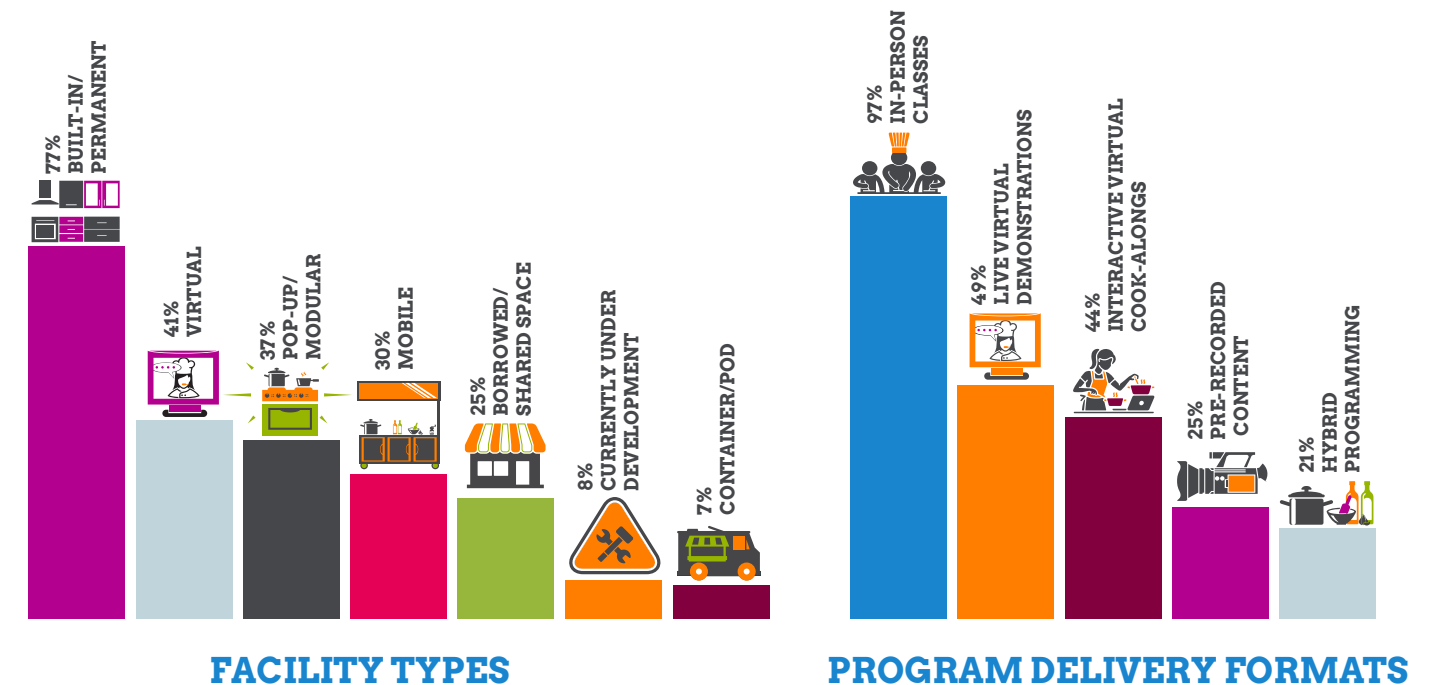 77%
BUILT-IN/
PERMANENT
41%
VIRTUAL
37%
POP-UP/
MODULAR
30%
MOBILE
25%
BORROWED/
SHARED SPACE
8%
CURRENTLY UNDER
DEVELOPMENT
7%
CONTAINER/POD
FACILITY TYPES
97%
IN-PERSON
CLASSES
49%
LIVE VIRTUAL
DEMONSTRATIONS
44%
INTERACTIVE VIRTUAL
COOK-ALONGS
25%
PRE-RECORDED
CONTENT
21%
HYBRID
PROGRAMMING
PROGRAM DELIVERY FORMATS